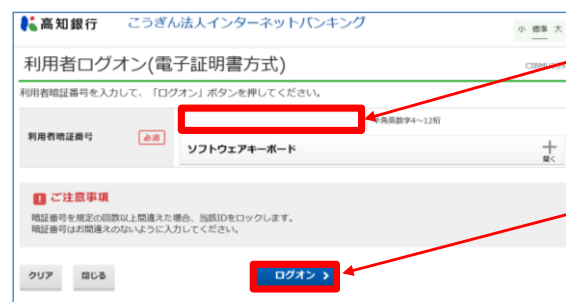 高知銀行 こうぎん法人インターネットバンキング
小 標準 大
利用者ログオン(電子証明書方式)
利用者暗証番号を入力して、「ログオン」ボタンを押してください。
半角英数字4～12桁
利用者暗証番号 必須
ソフトウェアキーボード
開く
ご注意事項
暗証番号を規定の回数以上間違えた場合、当該IDをロックします。
暗証番号はお間違えのないように入力してください。
クリア 閉じる ログオン